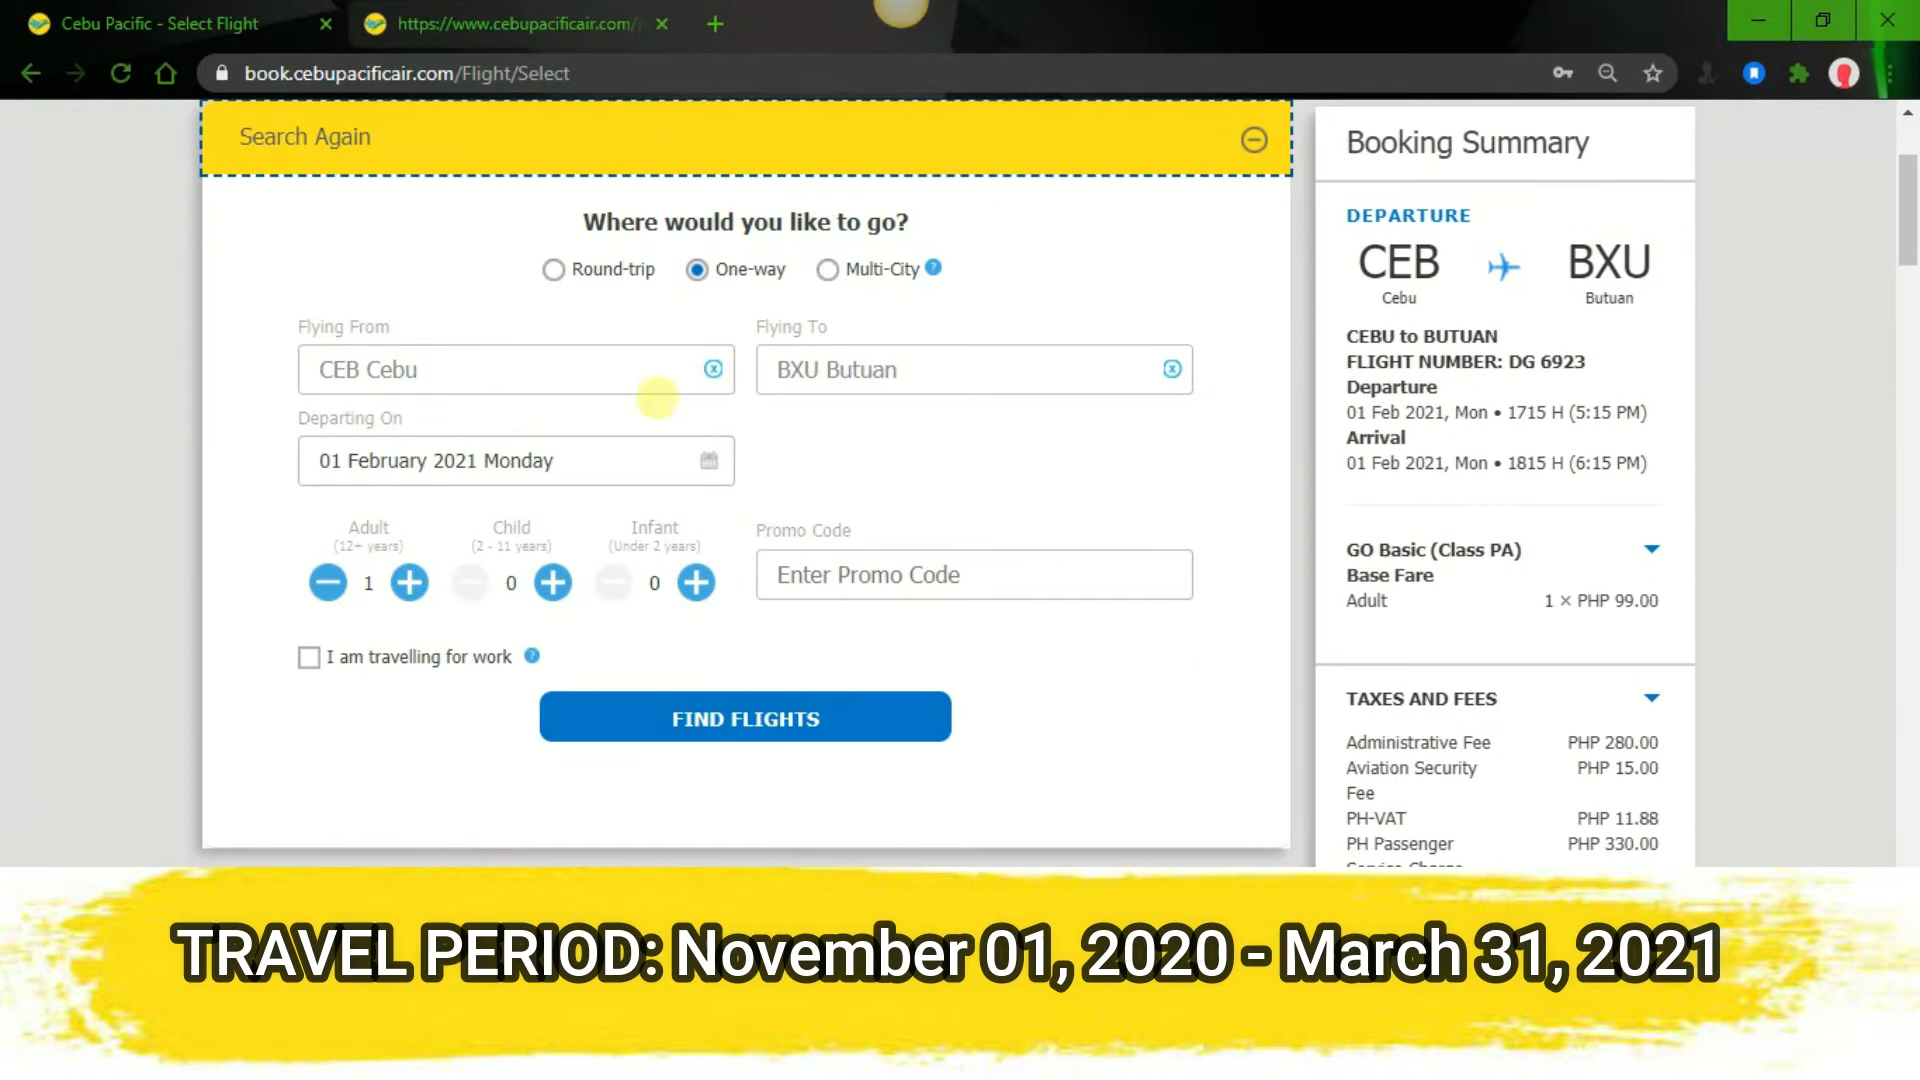 Cebu Pacific - Select Flight
https://www.cebupacificair.com/
book.cebupacificair.com/Flight/Select
Search Again
Where would you like to go?
Round-trip
One-way
Multi-City
Flying From
Flying To
CEB Cebu
BXU Butuan
Departing On
01 February 2021 Monday
Adult
(12+ years)
1
Child
(2 - 11 years)
0
Infant
(Under 2 years)
0
Promo Code
Enter Promo Code
I am travelling for work
FIND FLIGHTS
Booking Summary
DEPARTURE
CEB
BXU
Cebu
Butuan
CEBU to BUTUAN
FLIGHT NUMBER: DG 6923
Departure
01 Feb 2021, Mon • 1715 H (5:15 PM)
Arrival
01 Feb 2021, Mon • 1815 H (6:15 PM)
GO Basic (Class PA)
Base Fare
Adult 1 × PHP 99.00
TAXES AND FEES
Administrative Fee PHP 280.00
Aviation Security PHP 15.00
Fee
PH-VAT PHP 11.88
PH Passenger PHP 330.00
TRAVEL PERIOD: November 01, 2020 - March 31, 2021